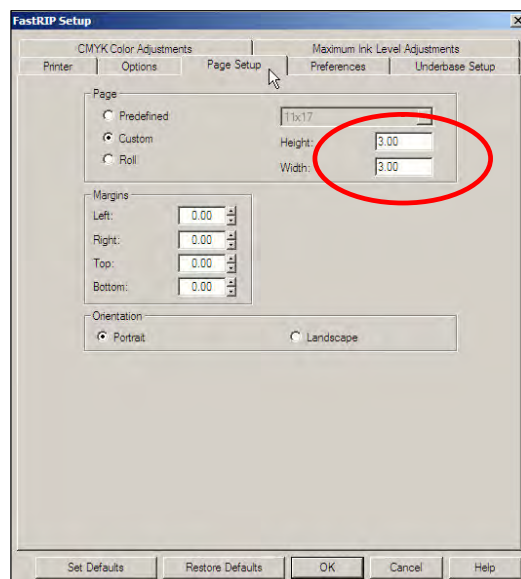 FastRIP Setup
CMYK Color Adjustments Maximum Ink Level Adjustments
Printer Options Page Setup Preferences Underbase Setup
Page
Predefined 11x17
Custom Height: 3.00
Roll Width: 3.00
Margins
Left: 0.00
Right: 0.00
Top: 0.00
Bottom: 0.00
Orientation
Portrait Landscape
Set Defaults Restore Defaults OK Cancel Help